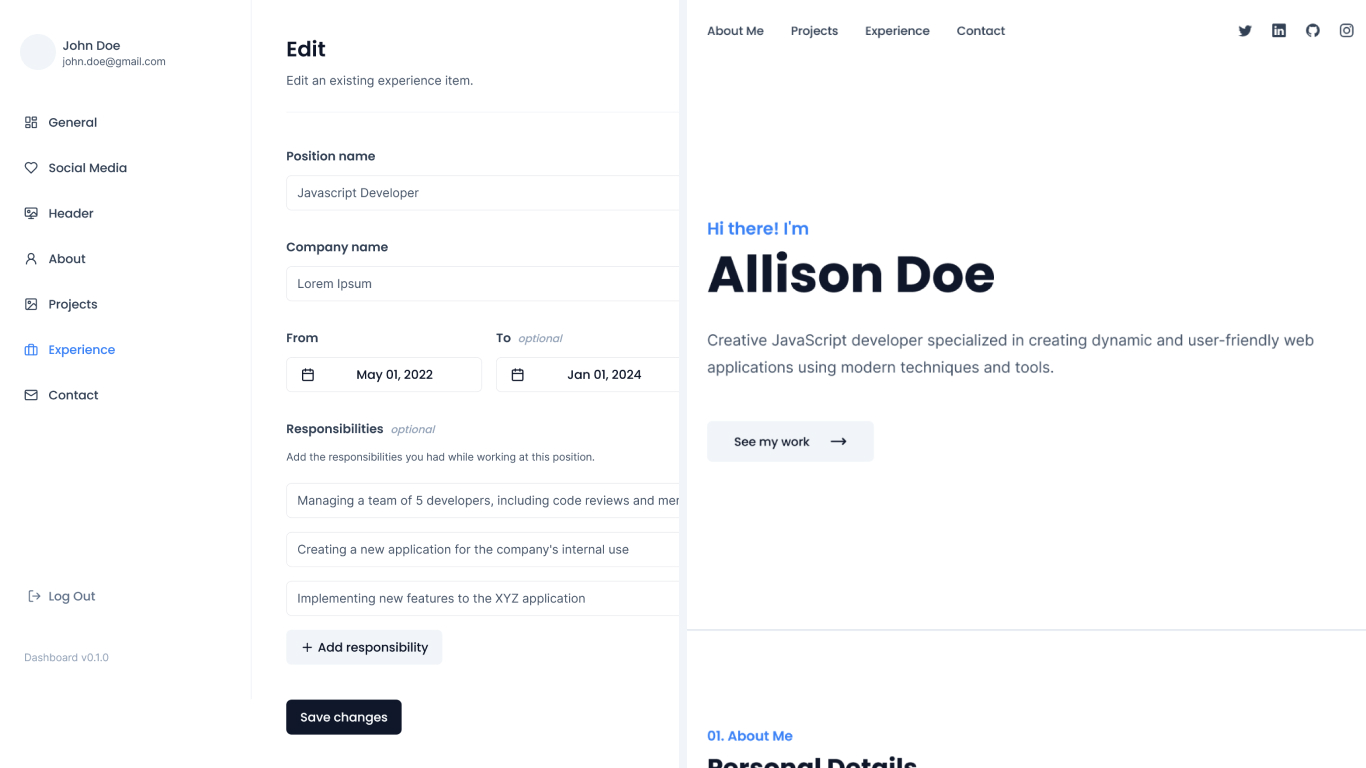 John Doe
john.doe@gmail.com
General
Social Media
Header
About
Projects
Experience
Contact
Log Out
Dashboard v0.1.0
Edit
Edit an existing experience item.
Position name
Javascript Developer
Company name
Lorem Ipsum
From
To optional
May 01, 2022
Jan 01, 2024
Responsibilities optional
Add the responsibilities you had while working at this position.
Managing a team of 5 developers, including code reviews and
Creating a new application for the company's internal use
Implementing new features to the XYZ application
+ Add responsibility
Save changes
About Me
Projects
Experience
Contact
Hi there! I'm
Allison Doe
Creative JavaScript developer specialized in creating dynamic and user-friendly web
applications using modern techniques and tools.
See my work
01. About Me
Personal Details